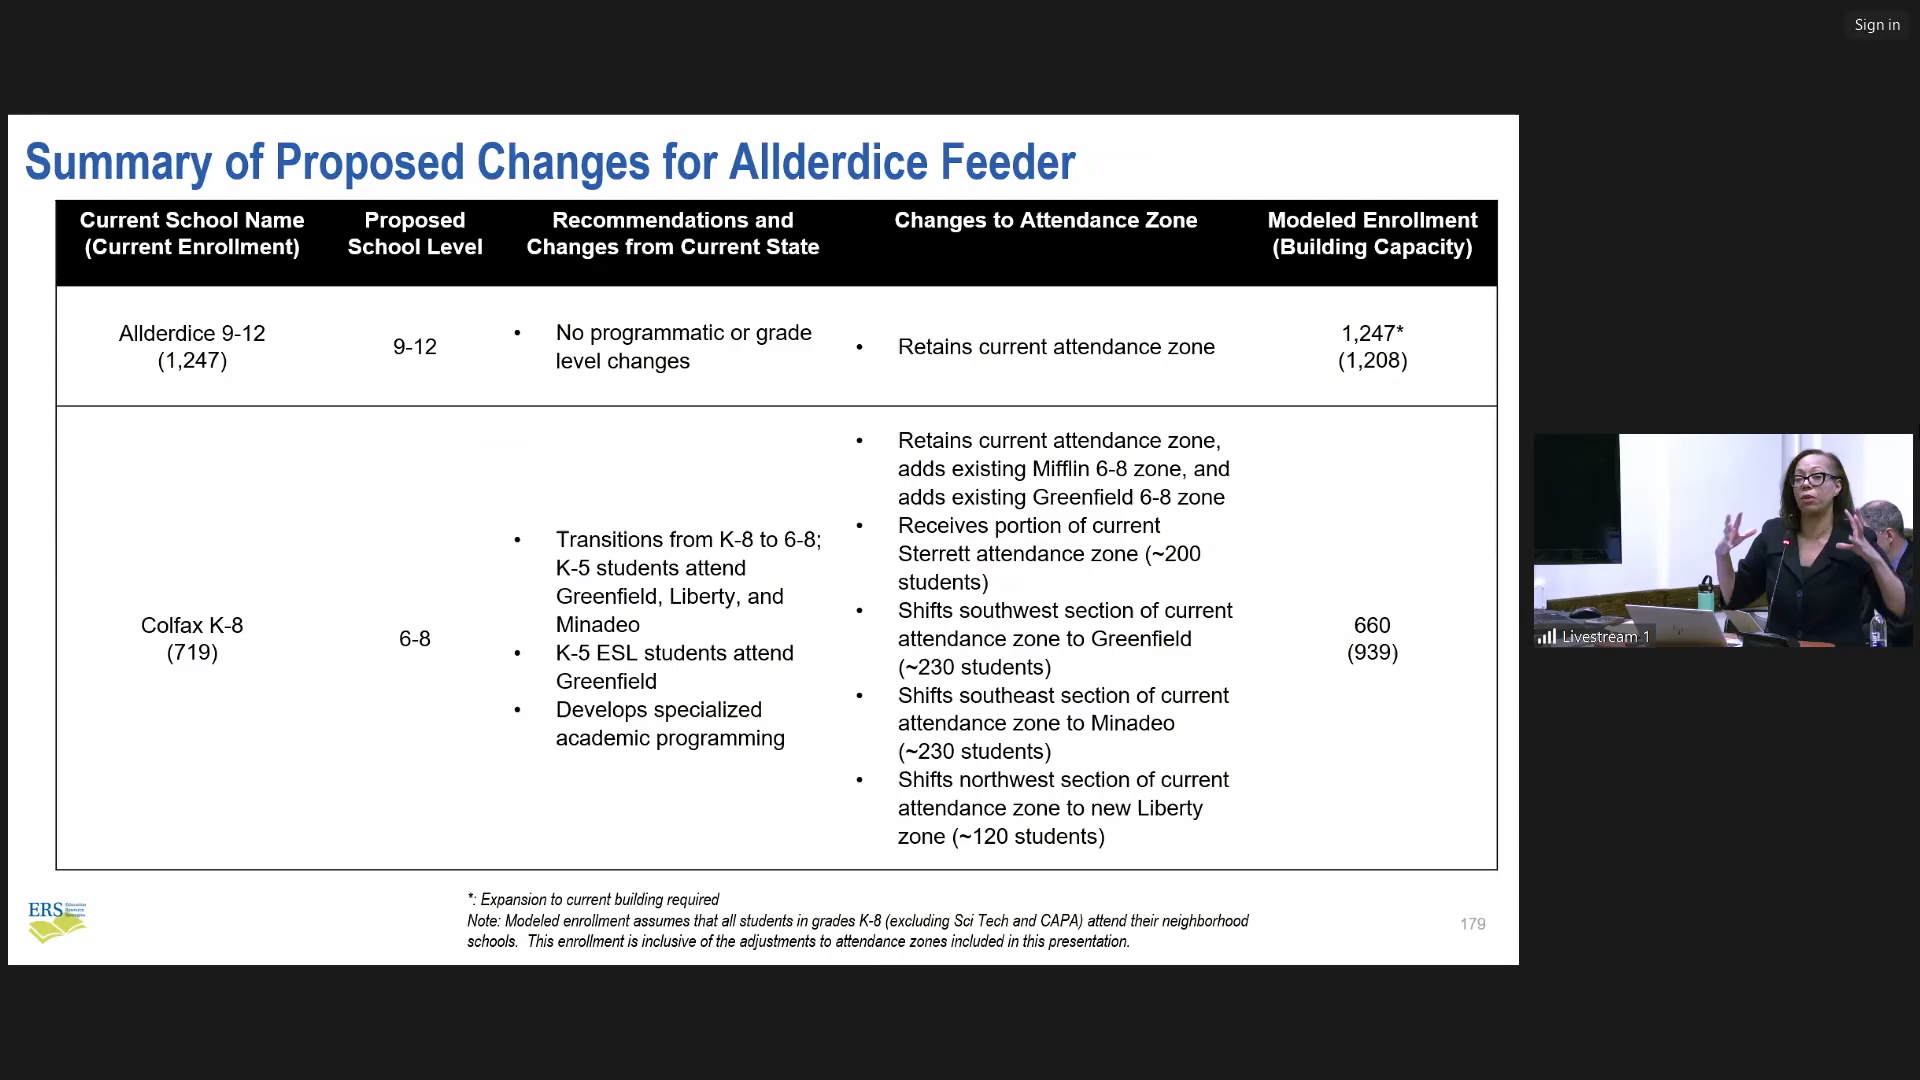 Sign in
Summary of Proposed Changes for Allderdice Feeder
Current School Name
(Current Enrollment)
Proposed
School Level
Recommendations and
Changes from Current State
Changes to Attendance Zone
Modeled Enrollment
(Building Capacity)
Allderdice 9-12
(1,247)
9-12
• No programmatic or grade
level changes
• Retains current attendance zone
1,247*
(1,208)
Colfax K-8
(719)
6-8
• Transitions from K-8 to 6-8;
K-5 students attend
Greenfield, Liberty, and
Minadeo
• K-5 ESL students attend
Greenfield
• Develops specialized
academic programming
• Retains current attendance zone,
adds existing Mifflin 6-8 zone, and
adds existing Greenfield 6-8 zone
• Receives portion of current
Sterrett attendance zone (~200
students)
• Shifts southwest section of current
attendance zone to Greenfield
(~230 students)
• Shifts southeast section of current
attendance zone to Minadeo
(~230 students)
• Shifts northwest section of current
attendance zone to new Liberty
zone (~120 students)
660
(939)
*: Expansion to current building required
Note: Modeled enrollment assumes that all students in grades K-8 (excluding Sci Tech and CAPA) attend their neighborhood
schools. This enrollment is inclusive of the adjustments to attendance zones included in this presentation.
ERS
Education
Resource
Strategies
179
Livestream 1